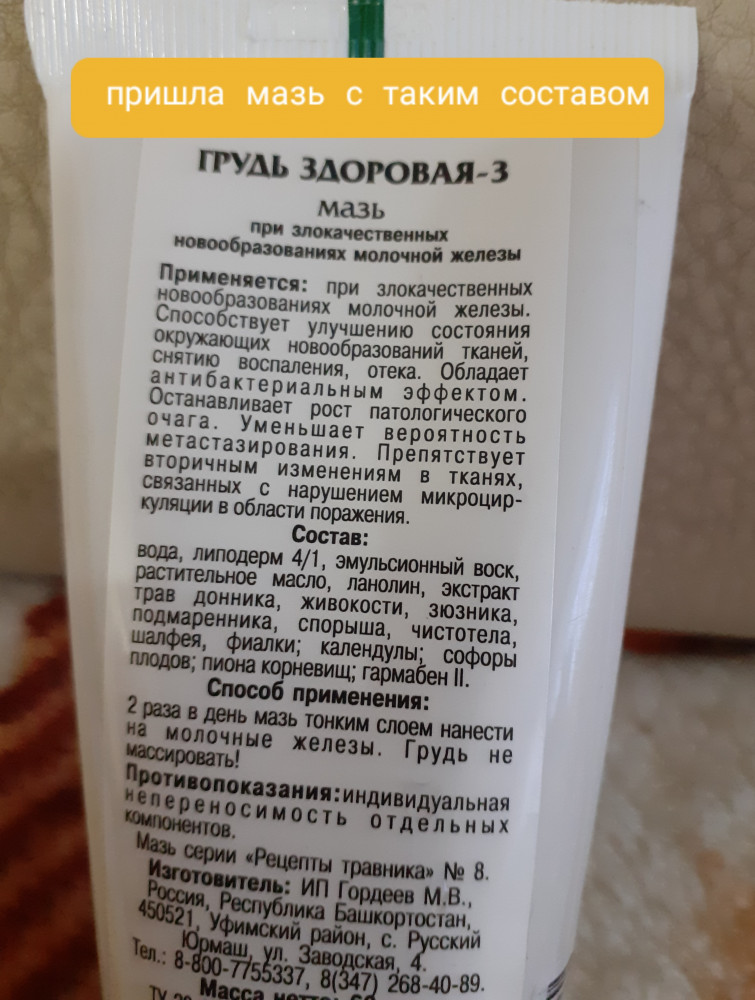 пришла мазь с таким составом
ГРУДЬ ЗДОРОВАЯ-3
мазь
при злокачественных
новообразованиях молочной железы
Применяется: при злокачественных
новообразованиях молочной железы.
Способствует улучшению состояния
окружающих новообразований тканей,
снятию воспаления, отека. Обладает
антибактериальным эффектом.
Останавливает рост патологического
очага. Уменьшает вероятность
метастазирования. Препятствует
вторичным изменениям в тканях,
связанных с нарушением микроцир-
куляции в области поражения.
Состав:
вода, липодерм 4/1, эмульсионный воск,
растительное масло, ланолин, экстракт
трав донника, живокости, зюзника,
подмаренника, спорыша, чистотела,
шалфея, фиалки; календулы; софоры
плодов; пиона корневищ; гармабен II.
Способ применения:
2 раза в день мазь тонким слоем нанести
на молочные железы. Грудь не
массировать!
Противопоказания: индивидуальная
непереносимость отдельных
компонентов.
Мазь серии «Рецепты травника» № 8.
Изготовитель: ИП Гордеев М.В.,
Россия, Республика Башкортостан,
450521, Уфимский район, с. Русский
Юрмаш, ул. Заводская, 4.
Тел.: 8-800-7755337, 8(347) 268-40-89.
Масса нетто:
ТУ